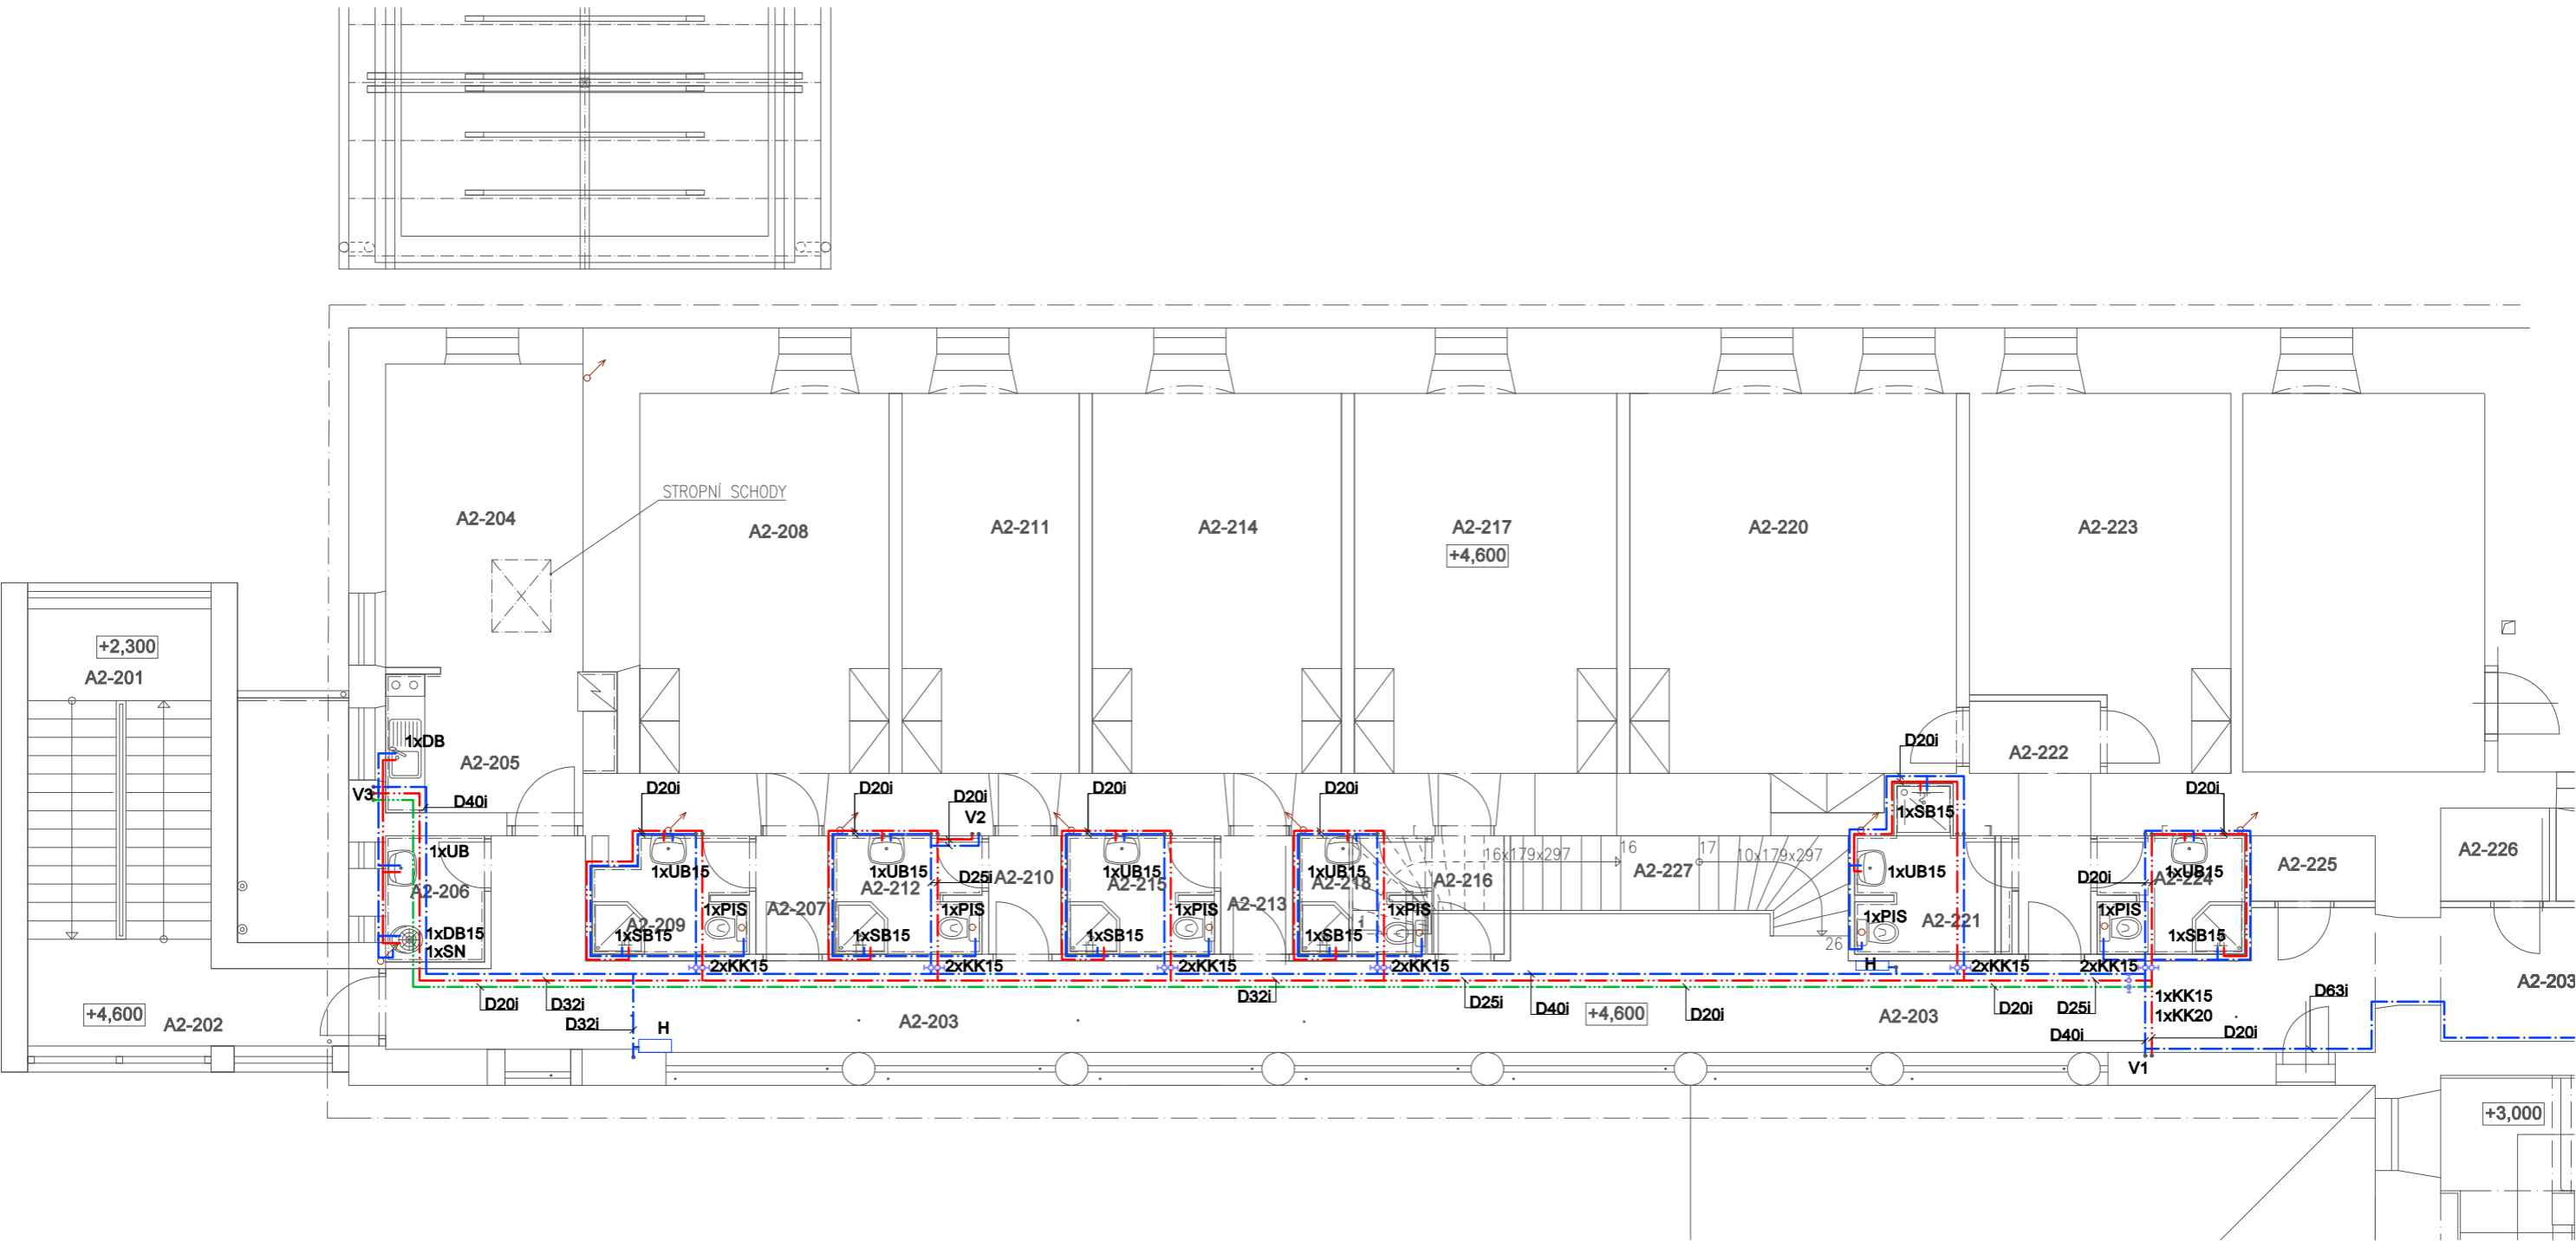 STROPNÍ SCHODY
A2-204
A2-208
A2-211
A2-214
A2-217
A2-220
A2-223
+4,600
+2,300
A2-201
1xDB
A2-205
V3
D40i
D20i
D20i
D20i
V2
D20i
D20i
D20i
A2-222
D20i
1xUB
A2-206
1xDB15
1xSN
1xUB15
A2-209
1xSB15
1xPIS
A2-207
2xKK15
1xUB15
A2-212
1xSB15
D25i
1xPIS
A2-210
2xKK15
1xUB15
A2-215
1xSB15
1xPIS
A2-213
2xKK15
1xUB15
A2-218
1xSB15
1
1xPIS
A2-216
2xKK15
16x179x297
16
A2-227
17
10x179x297
26
1xSB15
1xUB15
1xPIS
A2-221
H
2xKK15
D20i
1xUB15
A2-224
1xPIS
1xSB15
2xKK15
A2-225
A2-226
A2-203
+4,600
A2-202
D20i
D32i
D32i
H
A2-203
D32i
D25i
D40i
+4,600
D20i
A2-203
D20i
D25i
1xKK15
1xKK20
D40i
D20i
D63i
V1
+3,000